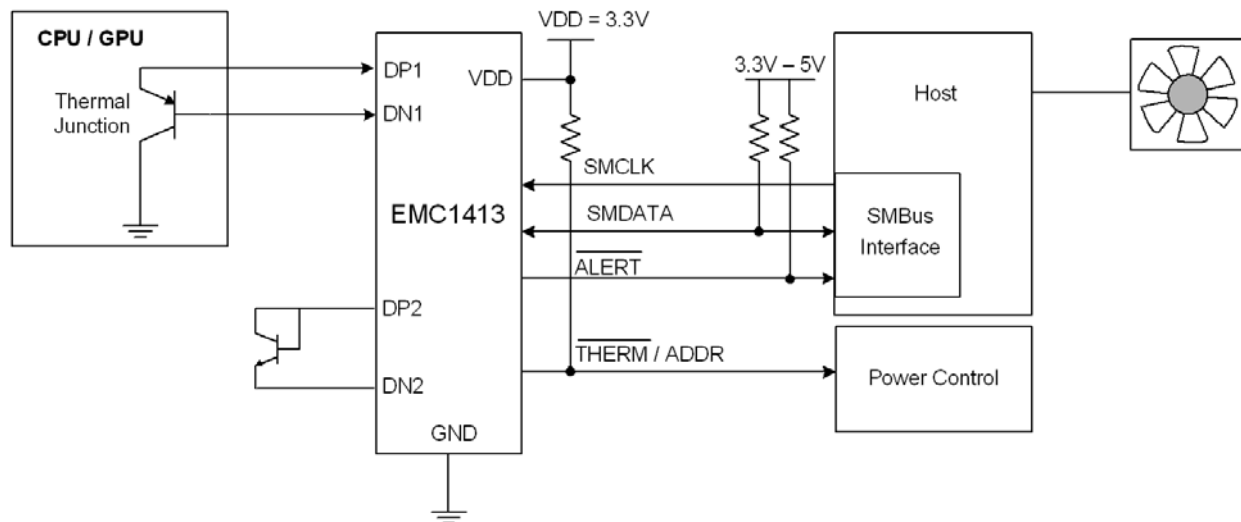 CPU / GPU
Thermal
Junction
DP1
DN1
DP2
DN2
VDD
EMC1413
GND
VDD = 3.3V
3.3V – 5V
SMCLK
SMDATA
ALERT
THERM / ADDR
Host
SMBus
Interface
Power Control